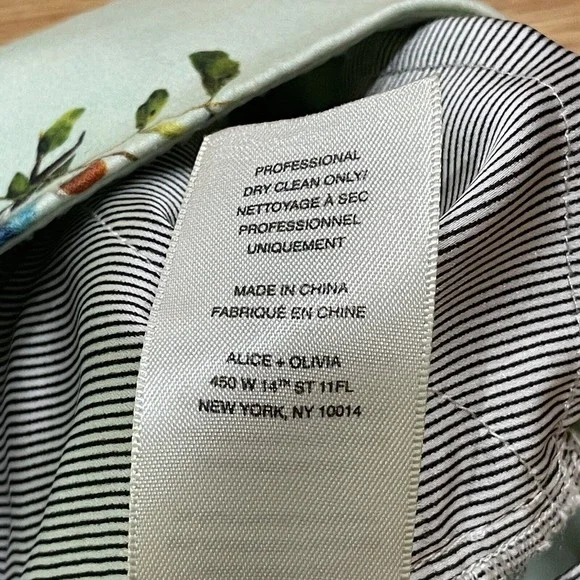 PROFESSIONAL
DRY CLEAN ONLY/
NETTOYAGE À SEC
PROFESSIONNEL
UNIQUEMENT
MADE IN CHINA
FABRIQUÉ EN CHINE
ALICE + OLIVIA
450 W 14TH ST 11FL
NEW YORK, NY 10014